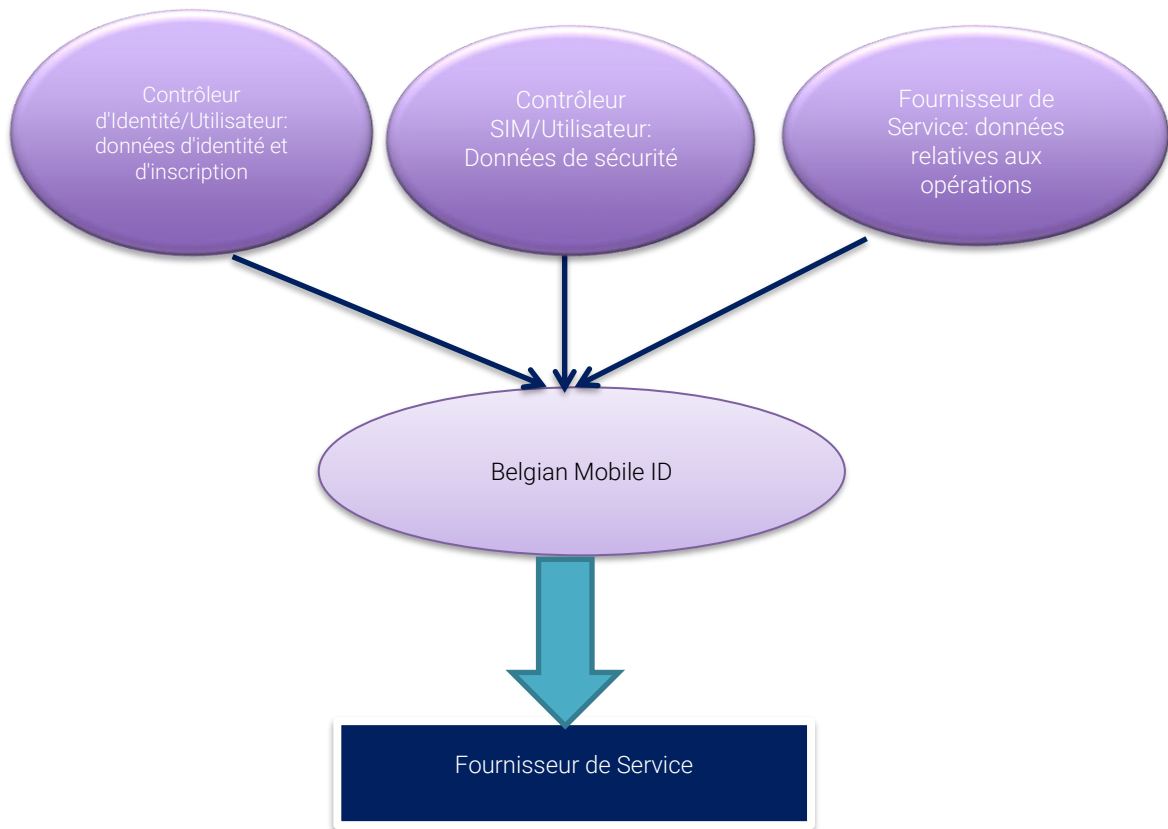 Contrôleur
d'Identité/Utilisateur:
données d'identité et
d'inscription
Contrôleur
SIM/Utilisateur:
Données de sécurité
Fournisseur de
Service: données
relatives aux
opérations
Belgian Mobile ID
Fournisseur de Service